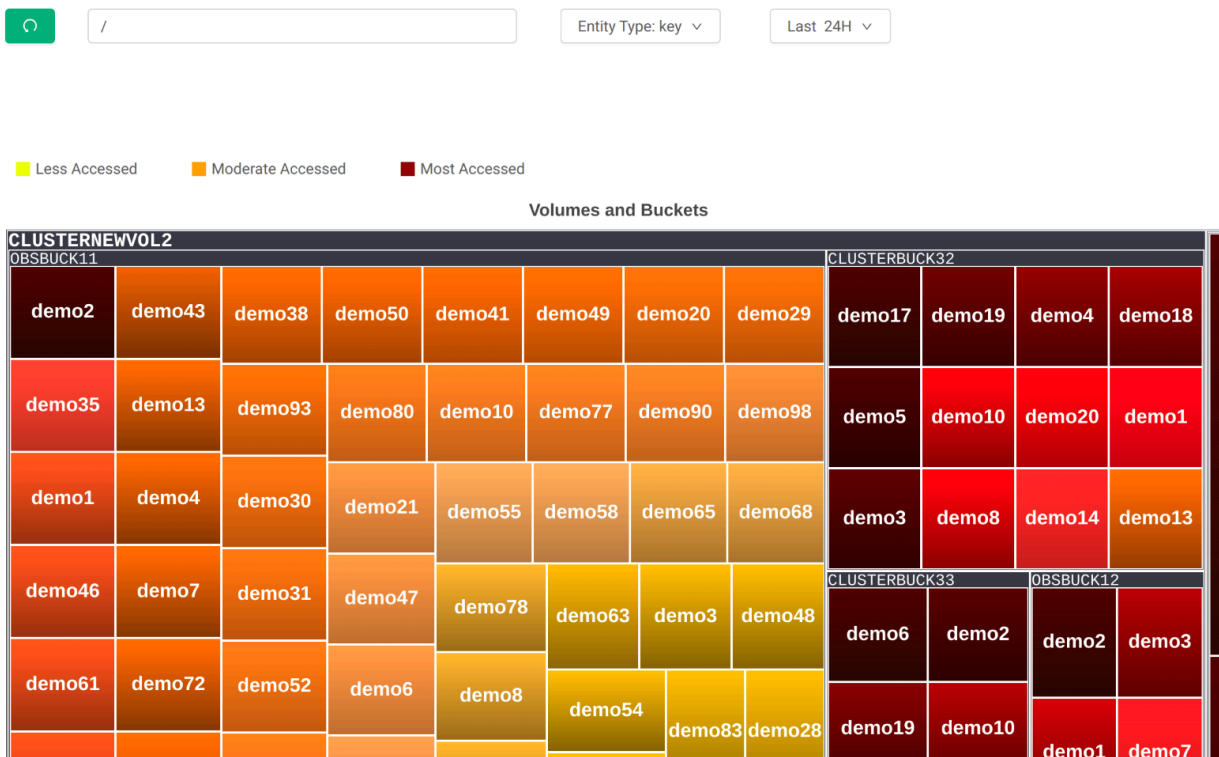 /
Entity Type: key
Last 24H
Less Accessed
Moderate Accessed
Most Accessed
Volumes and Buckets
CLUSTERNEWVOL2
OBSBUCK11
demo2 demo43 demo38 demo50 demo41 demo49 demo20 demo29
demo35 demo13 demo93 demo80 demo10 demo77 demo90 demo98
demo1 demo4 demo30 demo21 demo55 demo58 demo65 demo68
demo46 demo7 demo31 demo47 demo78 demo63 demo3 demo48
demo61 demo72 demo52 demo6 demo8 demo54 demo83 demo28
CLUSTERBUCK32
demo17 demo19 demo4 demo18
demo5 demo10 demo20 demo1
demo3 demo8 demo14 demo13
CLUSTERBUCK33
demo6 demo2
demo19 demo10
OBSBUCK12
demo2 demo3
demo1 demo7